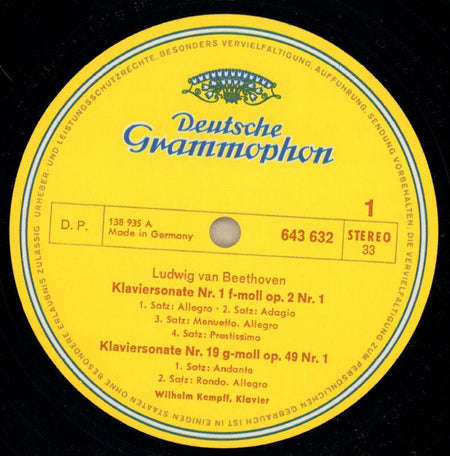 URHEBER- UND LEISTUNGSSCHUTZRECHTE, BESONDERS VERVIELFÄLTIGUNG, AUFFÜHRUNG, SENDUNG VORBEHALTEN; DIE VERVIELFÄLTIGUNG ZUM PERSÖNLICHEN GEBRAUCH IST IN EINIGEN STAATEN OHNE BESONDERE ERLAUBNIS ZULÄSSIG
Deutsche
Grammophon
1
D. P.
138 935 A
Made in Germany
643 632
STEREO
33
Ludwig van Beethoven
Klaviersonate Nr. 1 f-moll op. 2 Nr. 1
1. Satz: Allegro · 2. Satz: Adagio
3. Satz: Menuetto. Allegro
4. Satz: Prestissimo
Klaviersonate Nr. 19 g-moll op. 49 Nr. 1
1. Satz: Andante
2. Satz: Rondo. Allegro
Wilhelm Kempff, Klavier